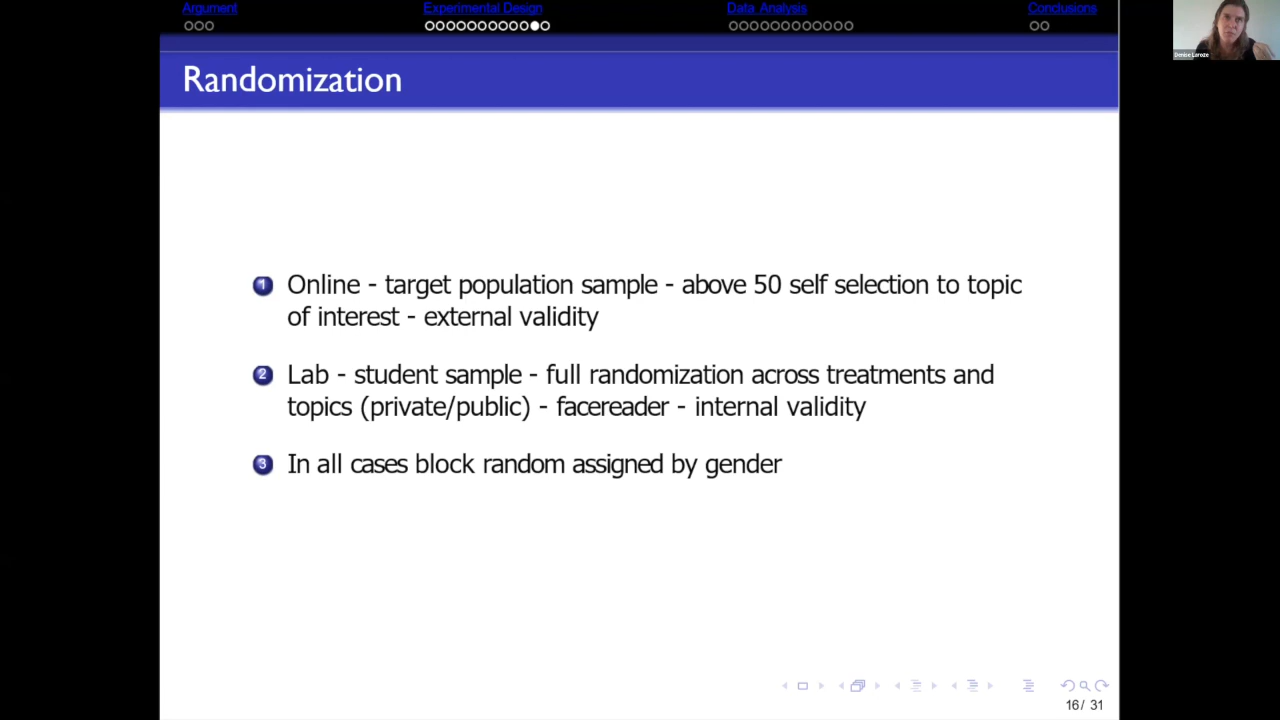 Argument Experimental Design Data Analysis Conclusions
Denise Laroze
Randomization
1 Online - target population sample - above 50 self selection to topic
of interest - external validity
2 Lab - student sample - full randomization across treatments and
topics (private/public) - facereader - internal validity
3 In all cases block random assigned by gender
16 / 31